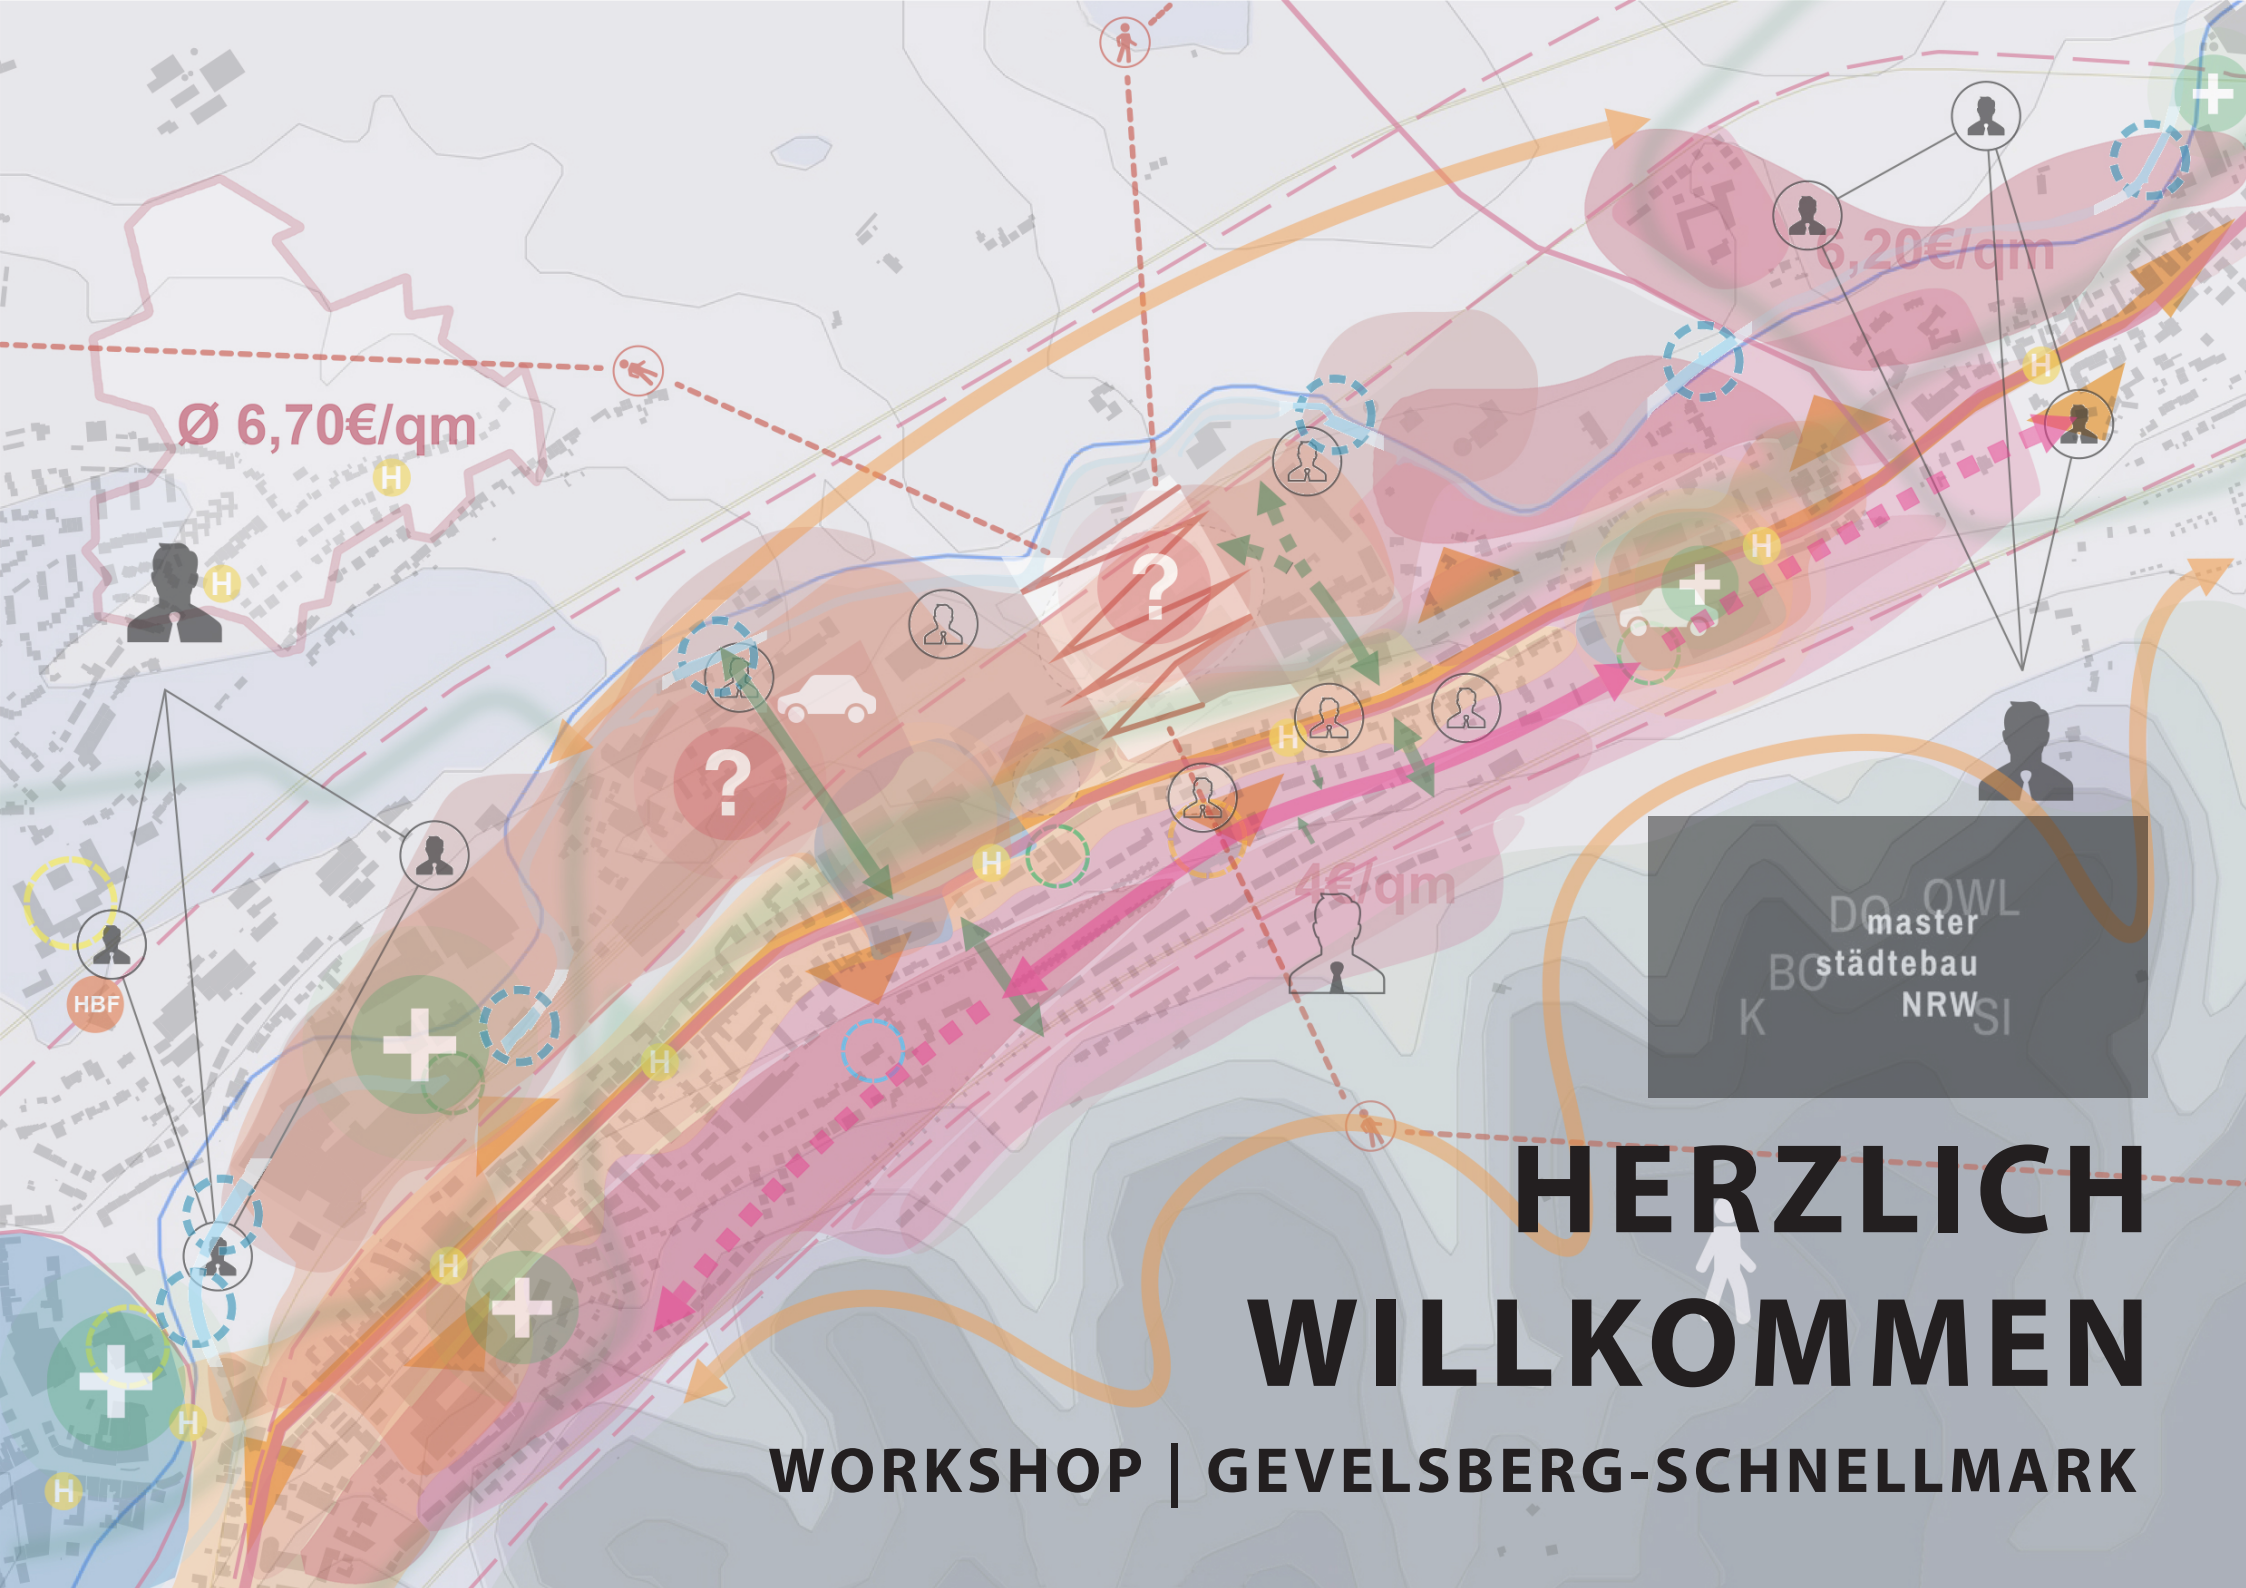 6,20€/qm
H
Ø 6,70€/qm
H
H
H
?
H
?
H
H
4€/qm
DO OWL
master
BO städtebau
K NRW SI
HBF
H
HERZLICH
H
WILLKOMMEN
H
WORKSHOP | GEVELSBERG-SCHNELLMARK
H